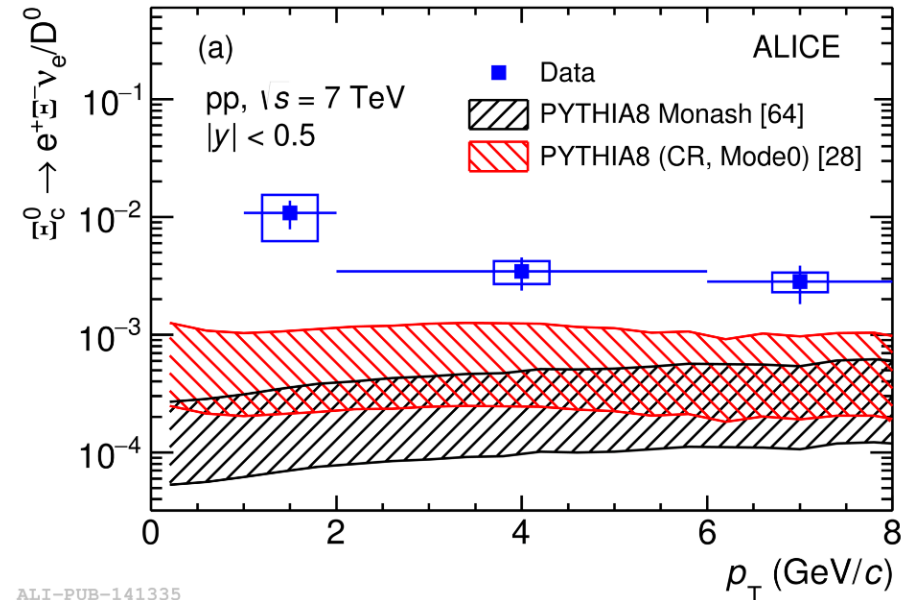 Ξ⁰c → e⁺Ξ⁻νe/D⁰
(a)
ALICE
pp, √s = 7 TeV
|y| < 0.5
Data
PYTHIA8 Monash [64]
PYTHIA8 (CR, Mode0) [28]
10⁻¹
10⁻²
10⁻³
10⁻⁴
0 2 4 6 8
pT (GeV/c)
ALI-PUB-141335